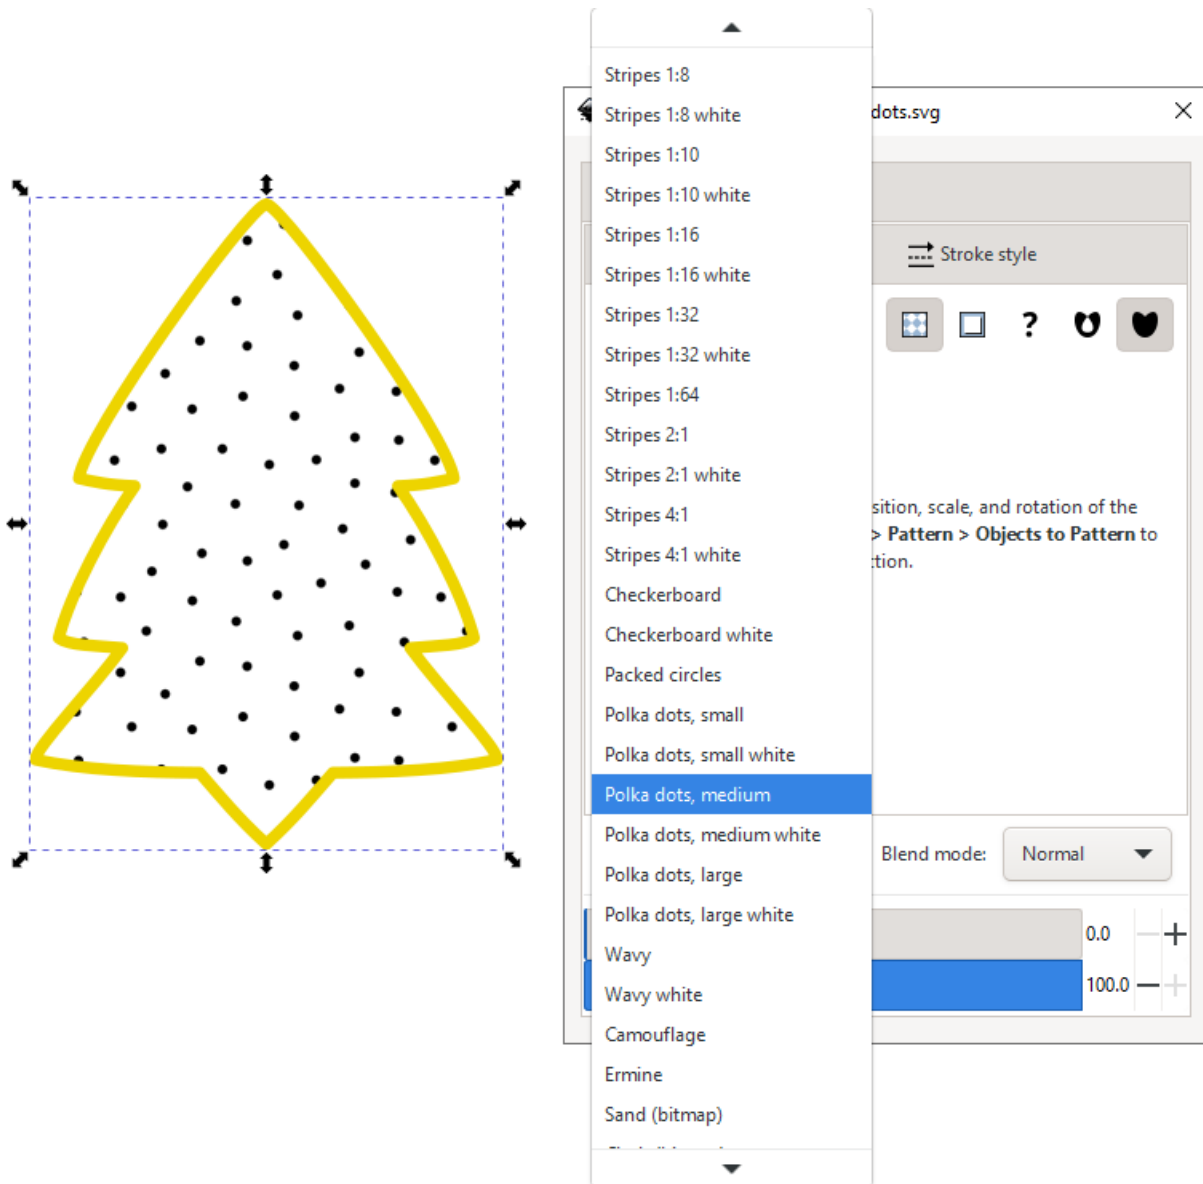 Stripes 1:8
Stripes 1:8 white
Stripes 1:10
Stripes 1:10 white
Stripes 1:16
Stripes 1:16 white
Stripes 1:32
Stripes 1:32 white
Stripes 1:64
Stripes 2:1
Stripes 2:1 white
Stripes 4:1
Stripes 4:1 white
Checkerboard
Checkerboard white
Packed circles
Polka dots, small
Polka dots, small white
Polka dots, medium
Polka dots, medium white
Polka dots, large
Polka dots, large white
Wavy
Wavy white
Camouflage
Ermine
Sand (bitmap)
dots.svg
Stroke style
?
sition, scale, and rotation of the
> Pattern > Objects to Pattern to
:tion.
Blend mode: Normal
0.0
100.0